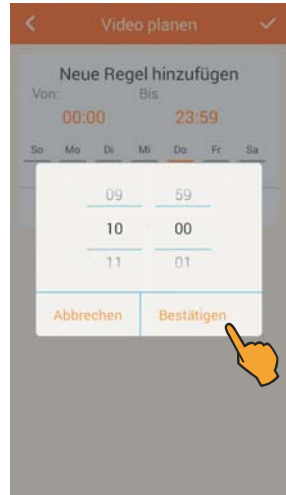 Video planen
Neue Regel hinzufügen
Von: Bis
00:00 23:59
So Mo Di Mi Do Fr Sa
09 59
10 00
11 01
Abbrechen Bestätigen